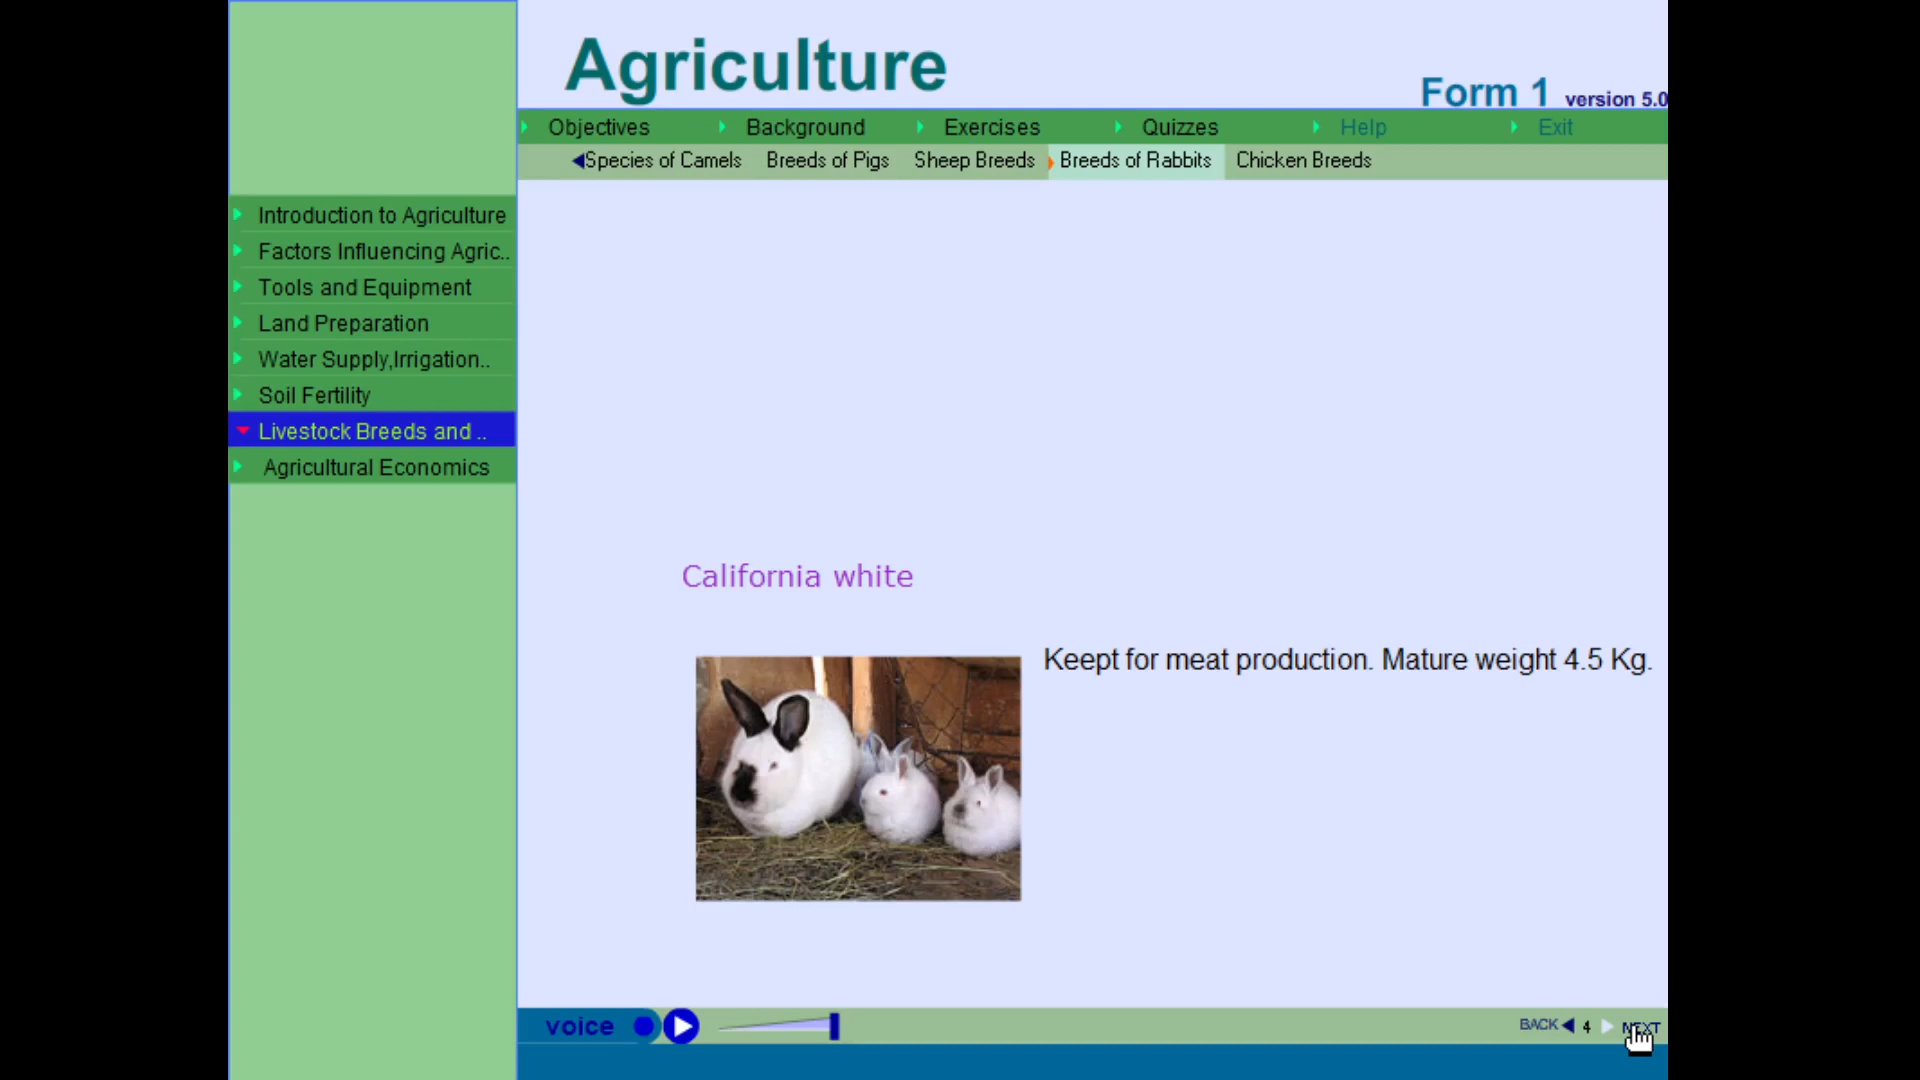 Agriculture
Form 1 version 5.0
Objectives Background Exercises Quizzes Help Exit
Species of Camels Breeds of Pigs Sheep Breeds Breeds of Rabbits Chicken Breeds
Introduction to Agriculture
Factors Influencing Agric..
Tools and Equipment
Land Preparation
Water Supply,Irrigation..
Soil Fertility
Livestock Breeds and ..
Agricultural Economics
California white
Keept for meat production. Mature weight 4.5 Kg.
voice
BACK 4 NEXT